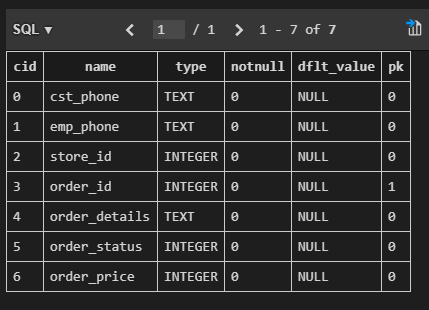 SQL ▼ < 1 / 1 > 1 - 7 of 7
cid name type notnull dflt_value pk
0 cst_phone TEXT 0 NULL 0
1 emp_phone TEXT 0 NULL 0
2 store_id INTEGER 0 NULL 0
3 order_id INTEGER 0 NULL 1
4 order_details TEXT 0 NULL 0
5 order_status INTEGER 0 NULL 0
6 order_price INTEGER 0 NULL 0